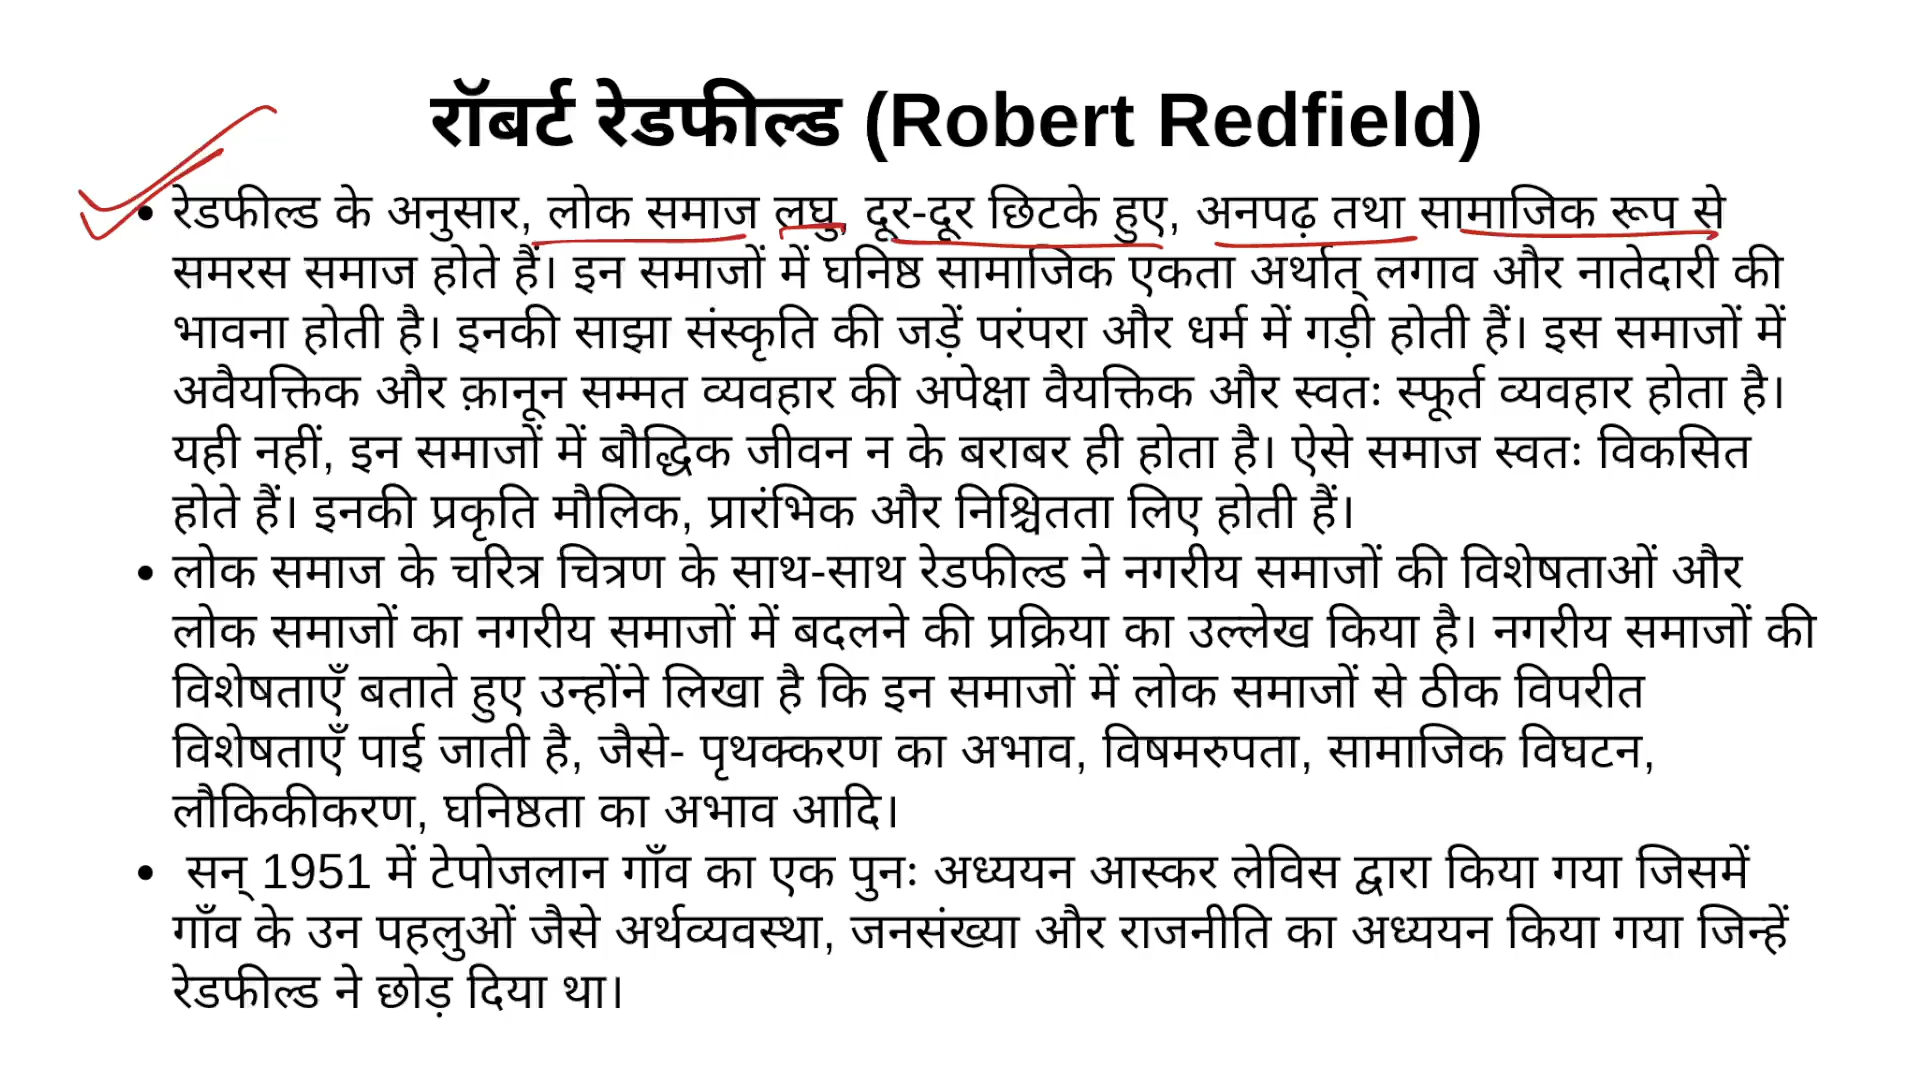 रॉबर्ट रेडफील्ड (Robert Redfield)
• रेडफील्ड के अनुसार, लोक समाज लघु, दूर-दूर छिटके हुए, अनपढ़ तथा सामाजिक रूप से
समरस समाज होते हैं। इन समाजों में घनिष्ठ सामाजिक एकता अर्थात् लगाव और नातेदारी की
भावना होती है। इनकी साझा संस्कृति की जड़ें परंपरा और धर्म में गड़ी होती हैं। इस समाजों में
अवैयक्तिक और क़ानून सम्मत व्यवहार की अपेक्षा वैयक्तिक और स्वतः स्फूर्त व्यवहार होता है।
यही नहीं, इन समाजों में बौद्धिक जीवन न के बराबर ही होता है। ऐसे समाज स्वतः विकसित
होते हैं। इनकी प्रकृति मौलिक, प्रारंभिक और निश्चितता लिए होती हैं।
• लोक समाज के चरित्र चित्रण के साथ-साथ रेडफील्ड ने नगरीय समाजों की विशेषताओं और
लोक समाजों का नगरीय समाजों में बदलने की प्रक्रिया का उल्लेख किया है। नगरीय समाजों की
विशेषताएँ बताते हुए उन्होंने लिखा है कि इन समाजों में लोक समाजों से ठीक विपरीत
विशेषताएँ पाई जाती है, जैसे- पृथक्करण का अभाव, विषमरुपता, सामाजिक विघटन,
लौकिकीकरण, घनिष्ठता का अभाव आदि।
• सन् 1951 में टेपोजलान गाँव का एक पुनः अध्ययन आस्कर लेविस द्वारा किया गया जिसमें
गाँव के उन पहलुओं जैसे अर्थव्यवस्था, जनसंख्या और राजनीति का अध्ययन किया गया जिन्हें
रेडफील्ड ने छोड़ दिया था।